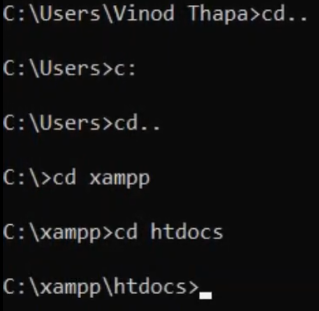 C:\Users\Vinod Thapa>cd..
C:\Users>c:
C:\Users>cd..
C:\>cd xampp
C:\xampp>cd htdocs
C:\xampp\htdocs>